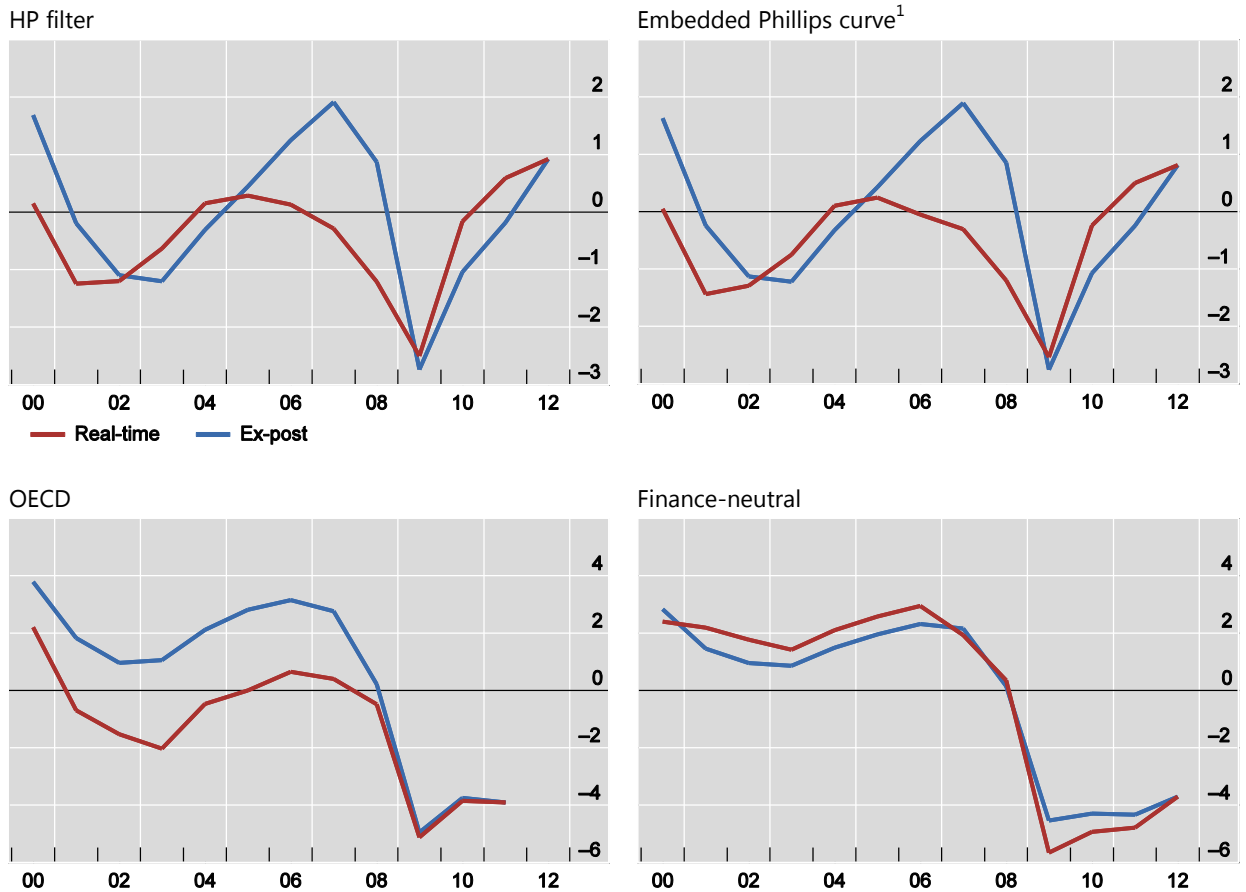 HP filter
Embedded Phillips curve¹
2
1
0
–1
–2
–3
00 02 04 06 08 10 12
2
1
0
–1
–2
–3
00 02 04 06 08 10 12
Real-time Ex-post
OECD
Finance-neutral
4
2
0
–2
–4
–6
00 02 04 06 08 10 12
4
2
0
–2
–4
–6
00 02 04 06 08 10 12